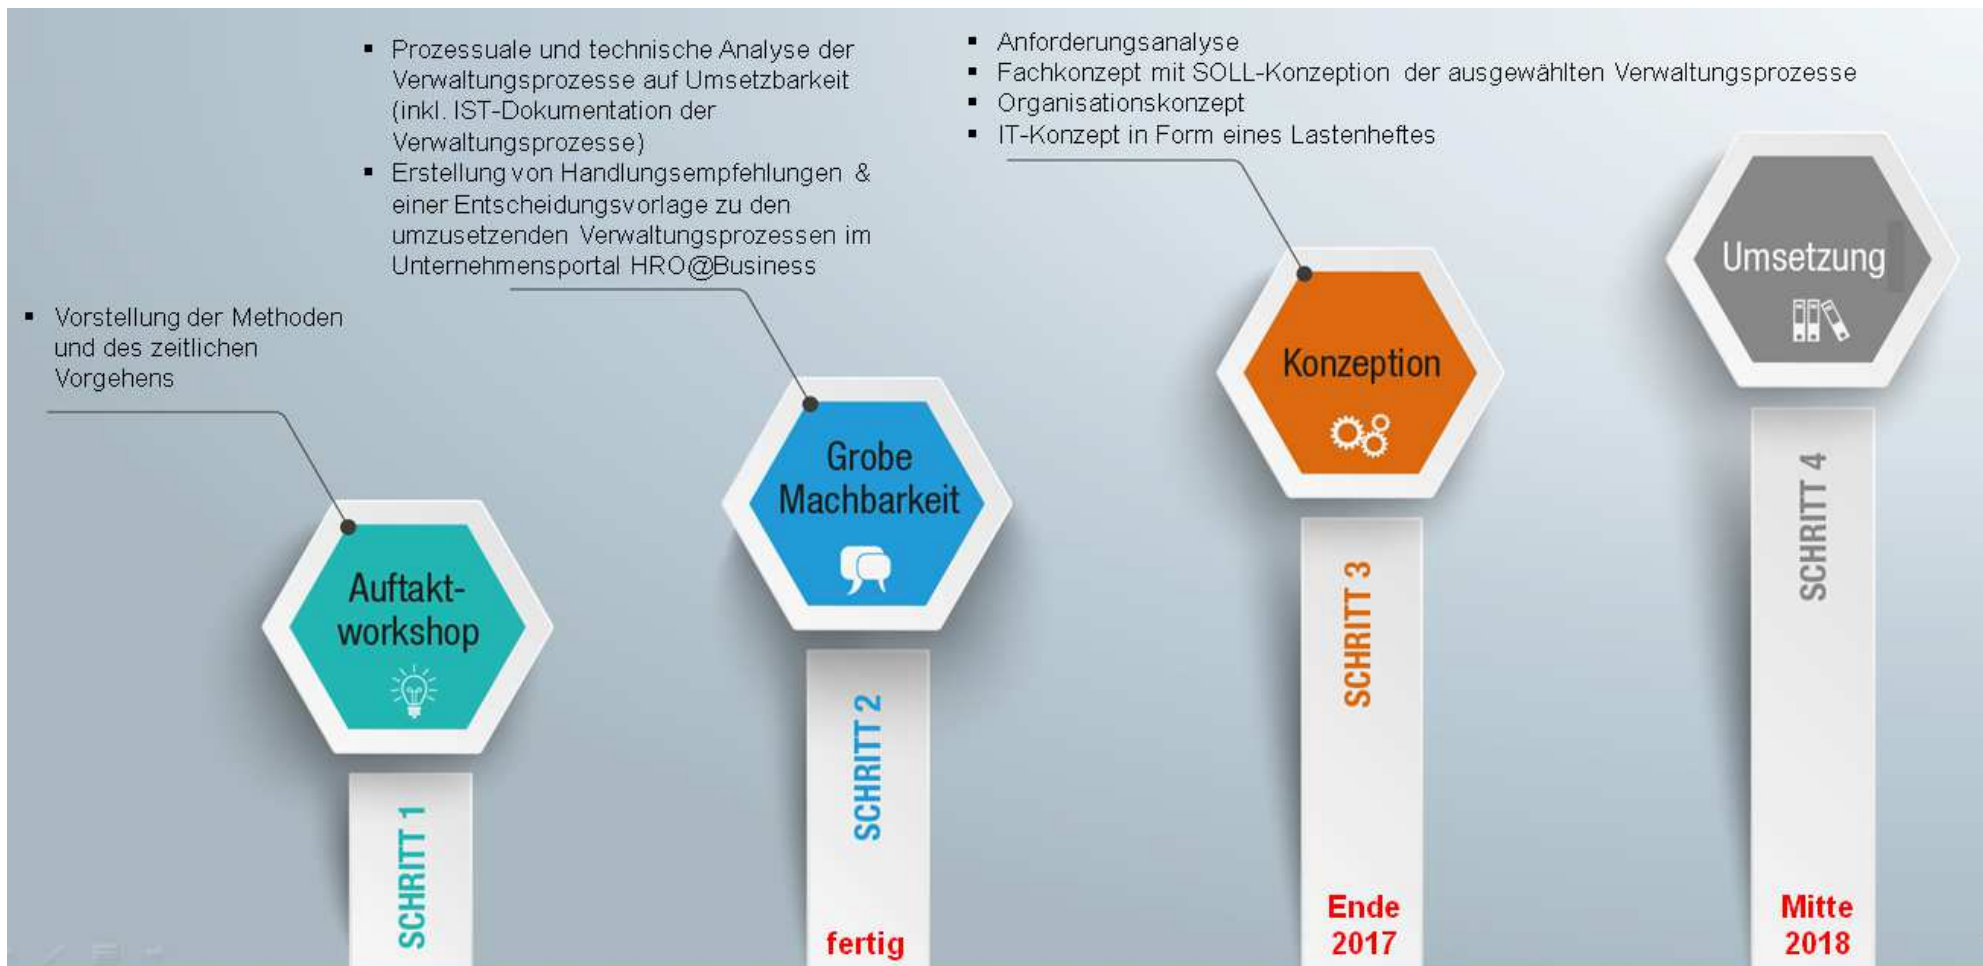 ▪ Vorstellung der Methoden
und des zeitlichen
Vorgehens
Auftakt-
workshop
SCHRITT 1
▪ Prozessuale und technische Analyse der
Verwaltungsprozesse auf Umsetzbarkeit
(inkl. IST-Dokumentation der
Verwaltungsprozesse)
▪ Erstellung von Handlungsempfehlungen &
einer Entscheidungsvorlage zu den
umzusetzenden Verwaltungsprozessen im
Unternehmensportal HRO@Business
Grobe
Machbarkeit
SCHRITT 2
fertig
▪ Anforderungsanalyse
▪ Fachkonzept mit SOLL-Konzeption der ausgewählten Verwaltungsprozesse
▪ Organisationskonzept
▪ IT-Konzept in Form eines Lastenheftes
Konzeption
SCHRITT 3
Ende
2017
Umsetzung
SCHRITT 4
Mitte
2018